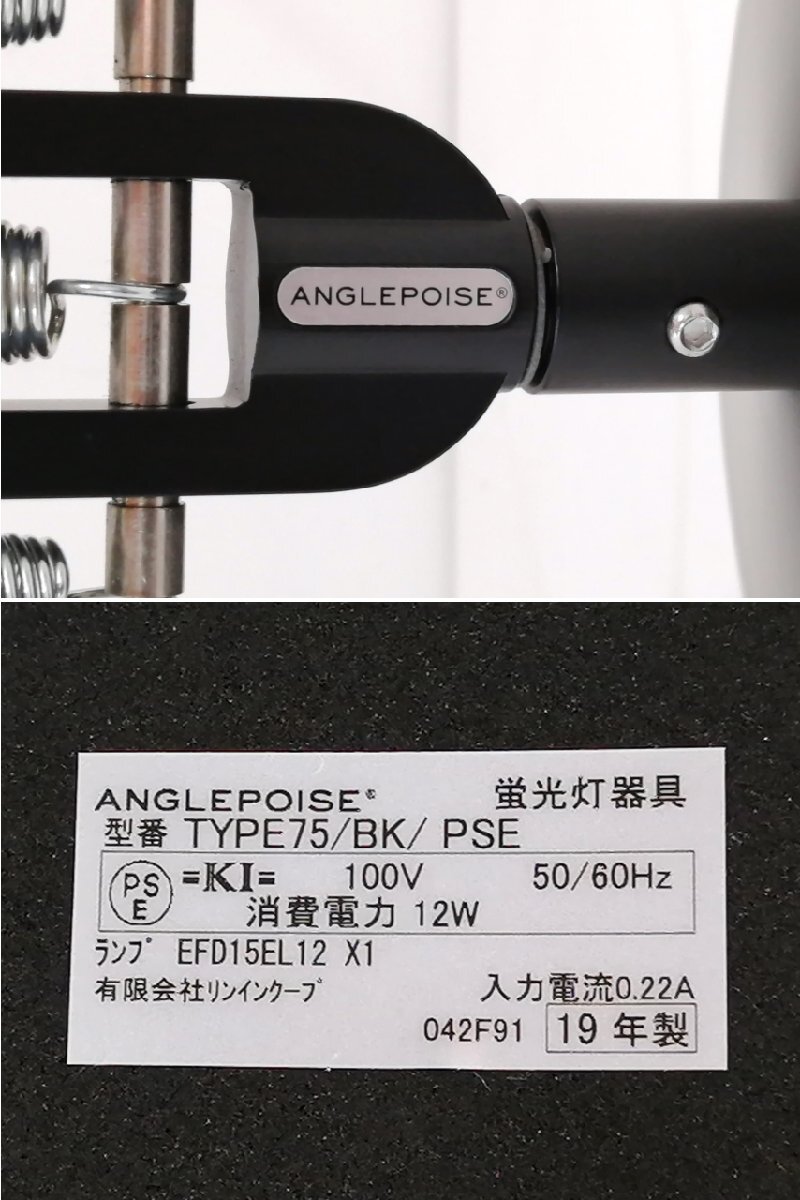 ANGLEPOISE®
ANGLEPOISE® 蛍光灯器具
型番 TYPE75/BK/ PSE
PS
E
=KI= 100V 50/60Hz
消費電力 12W
ﾗﾝﾌﾟ EFD15EL12 X1
有限会社ﾘﾝｲﾝｸｰﾌﾞ 入力電流0.22A
042F91 19 年製